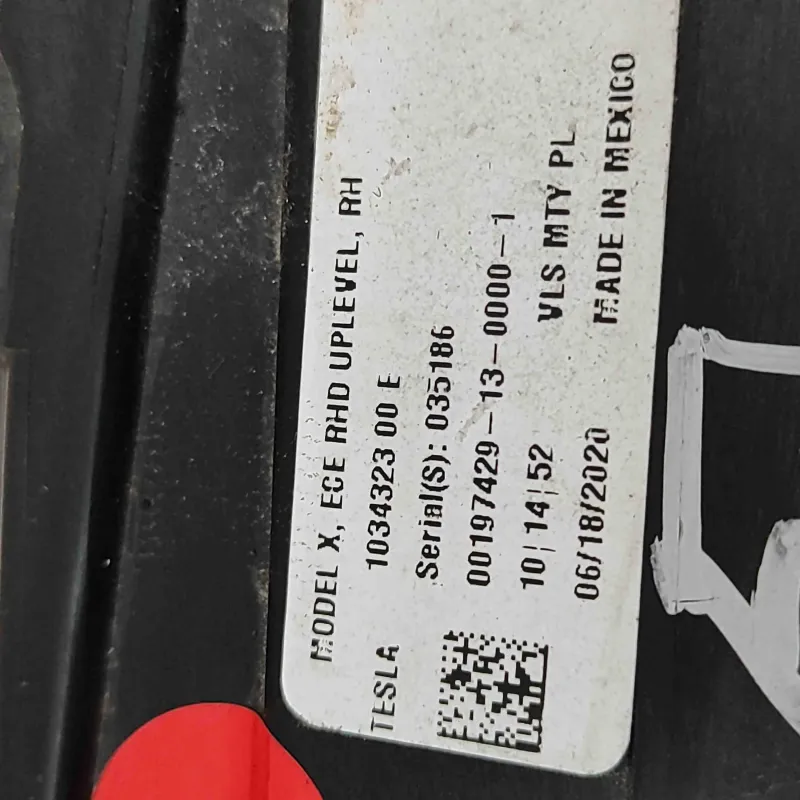 MODEL X, ECE RHD UPLEVEL, RH
TESLA 1034323 00 E
Serial(S): 035186
00197429-13-0000-1
10|14|52 VLS MTY PL
06/18/2020 MADE IN MEXICO